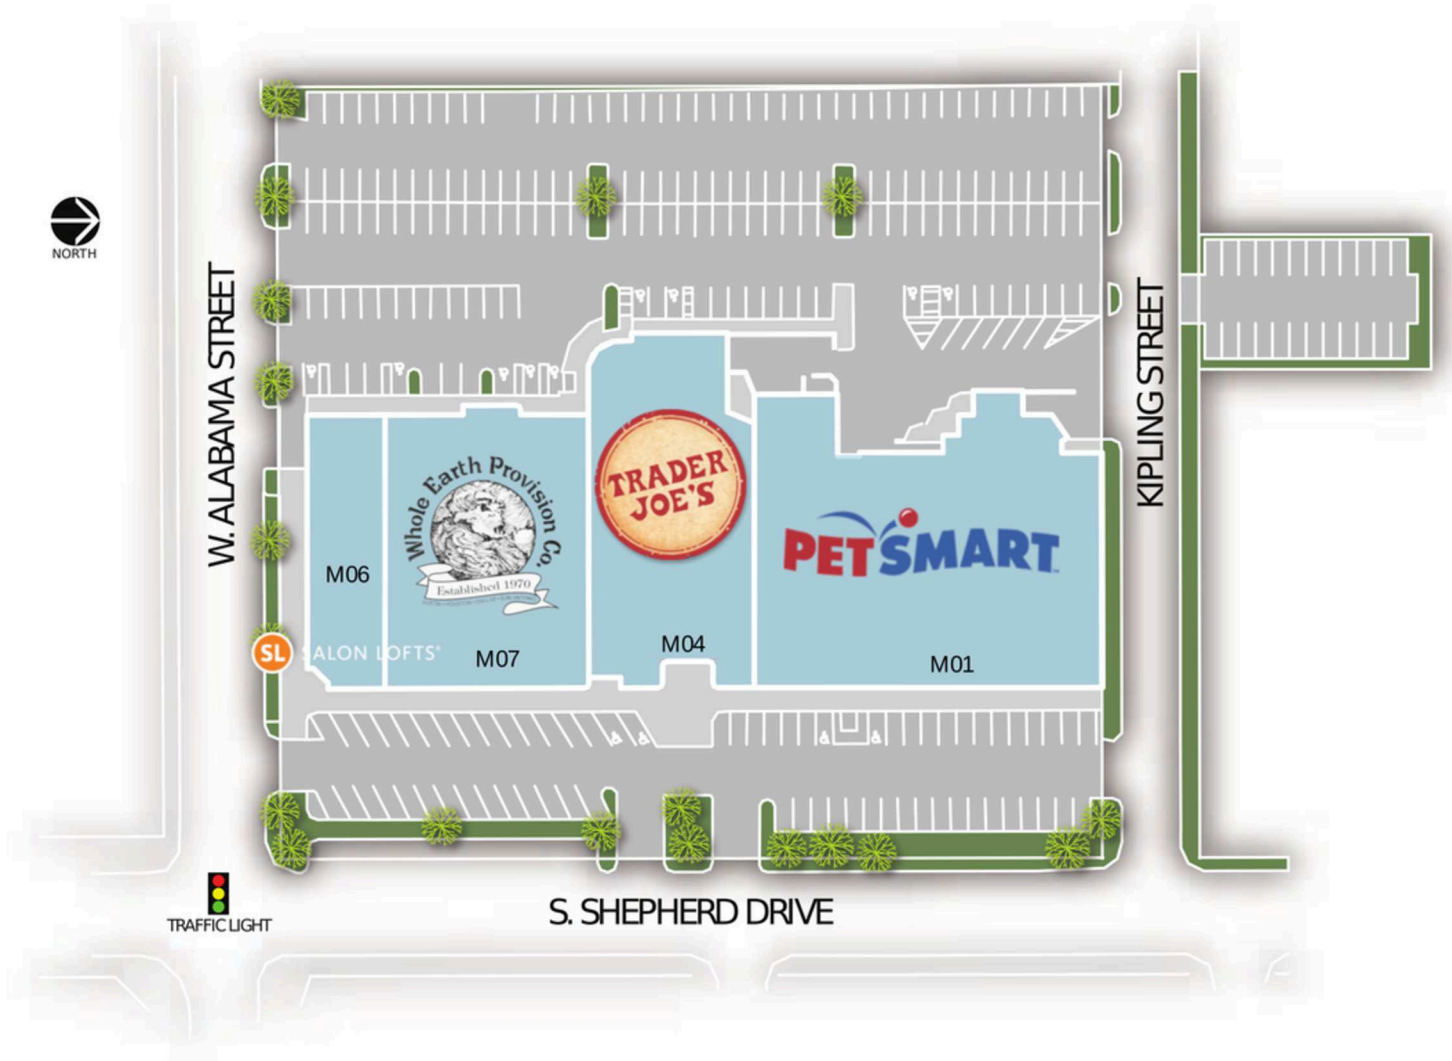 NORTH
W. ALABAMA STREET
KIPLING STREET
Whole Earth Provision Co.
Established 1970
TRADER
JOE'S
PETSMART
M06
M07
M04
M01
SL
SALON LOFTS
S. SHEPHERD DRIVE
TRAFFIC LIGHT